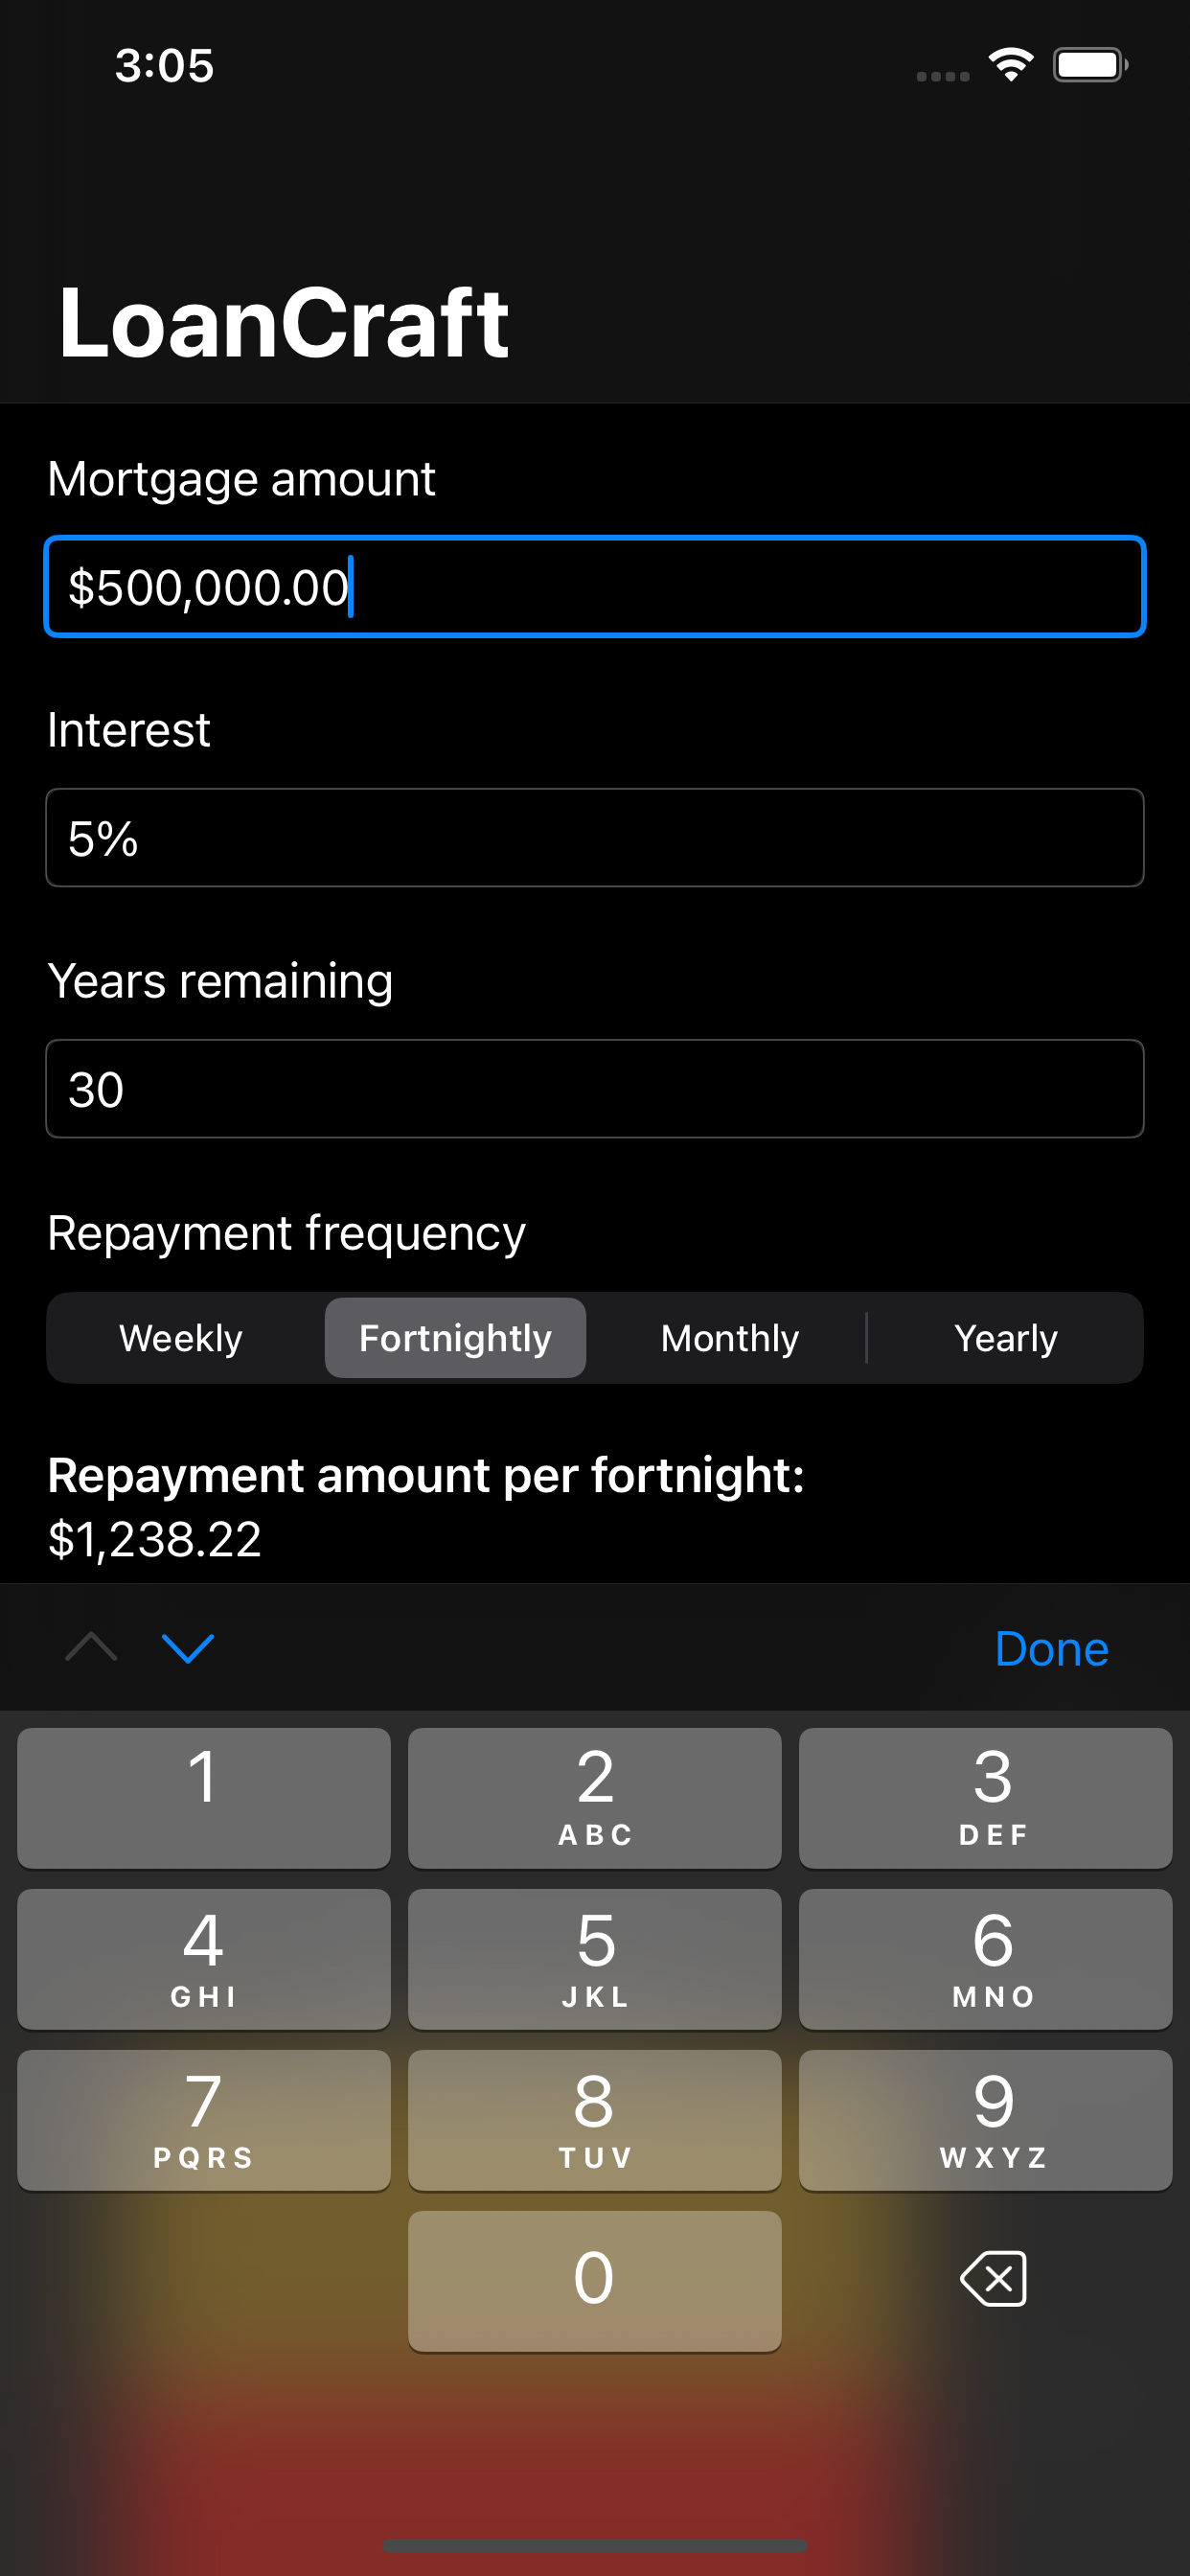 3:05
LoanCraft
Mortgage amount
$500,000.00
Interest
5%
Years remaining
30
Repayment frequency
Weekly Fortnightly Monthly Yearly
Repayment amount per fortnight:
$1,238.22
Done
1 2 3
ABC DEF
4 5 6
GHI JKL MNO
7 8 9
PQRS TUV WXYZ
0